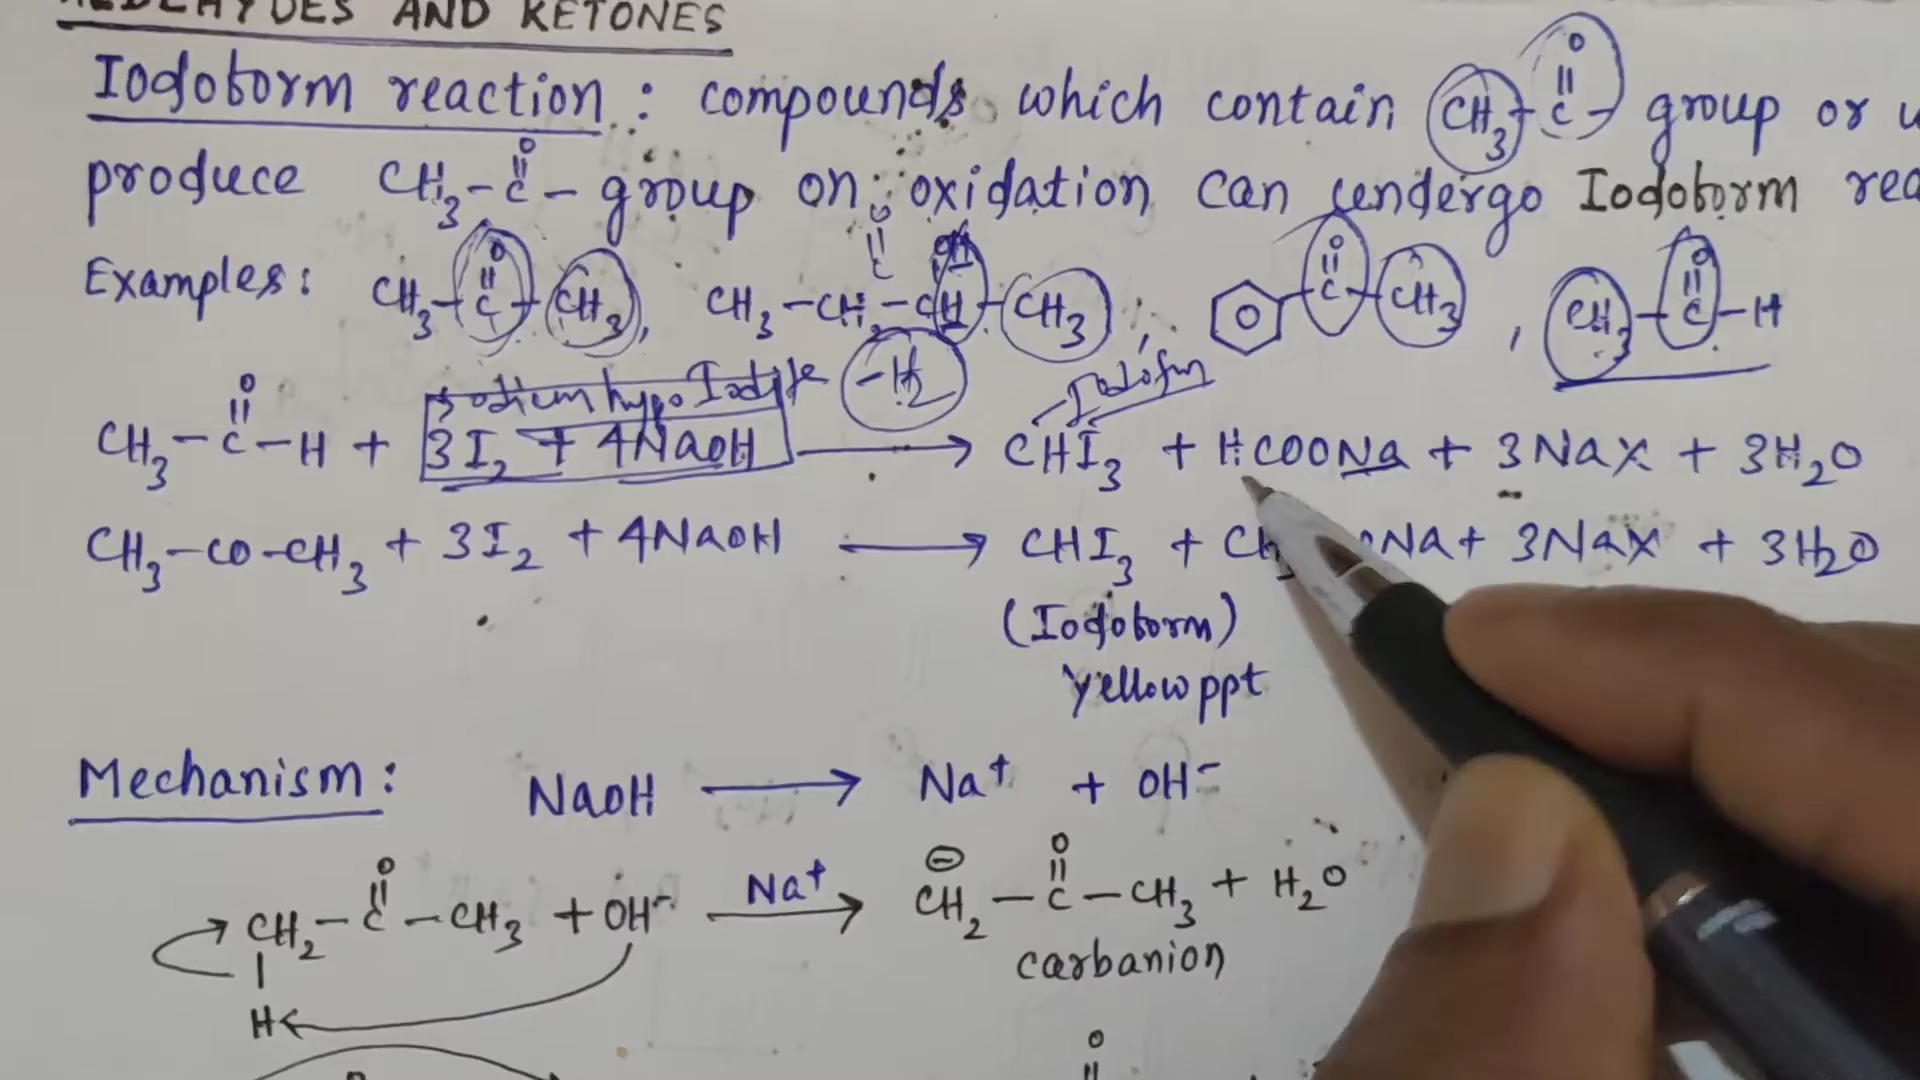 ALDEHYDES AND KETONES
Iodoform reaction : compounds which contain CH3-C(=O)- group or
produce CH3-C(=O)- group on oxidation can undergo Iodoform
Examples: CH3-C(=O)-CH3, CH3-CH2-CH(OH)-CH3, C(=O)-CH3, CH3-C(=O)-H
sodium hypo Iodite -H2 Iodoform
CH3-C(=O)-H + 3I2 + 4NaOH ⟶ CHI3 + HCOONa + 3NaX + 3H2O
CH3-CO-CH3 + 3I2 + 4NaOH ⟶ CHI3 + CH3 ONa + 3NaX + 3H2O
(Iodoform)
yellow ppt
Mechanism: NaOH ⟶ Na+ + OH-
CH2-C(=O)-CH3 + OH- Na+ ⟶ ⊖CH2-C(=O)-CH3 + H2O
H carbanion
O